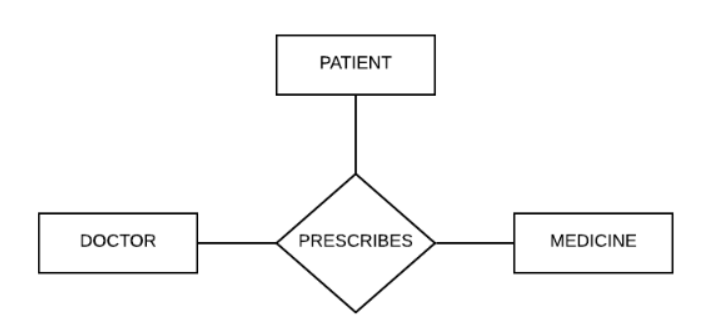 PATIENT
DOCTOR
PRESCRIBES
MEDICINE